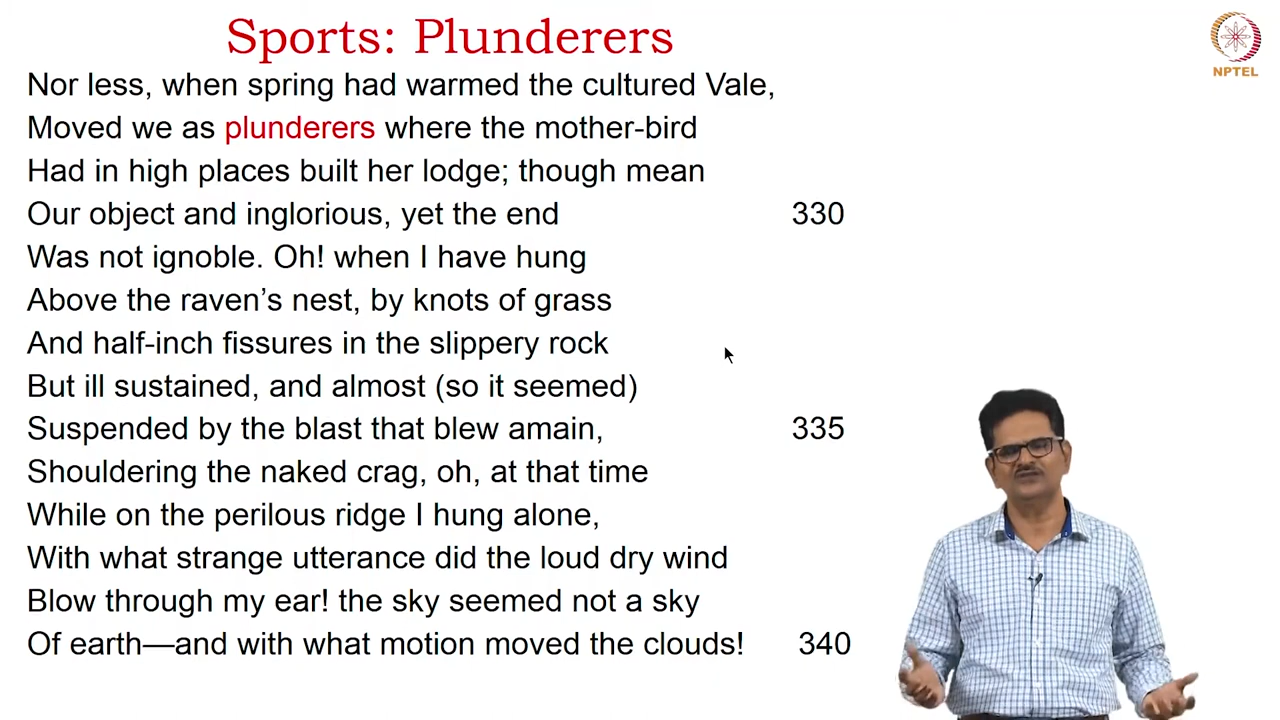 Sports: Plunderers
NPTEL
Nor less, when spring had warmed the cultured Vale,
Moved we as plunderers where the mother-bird
Had in high places built her lodge; though mean
Our object and inglorious, yet the end 330
Was not ignoble. Oh! when I have hung
Above the raven’s nest, by knots of grass
And half-inch fissures in the slippery rock
But ill sustained, and almost (so it seemed)
Suspended by the blast that blew amain, 335
Shouldering the naked crag, oh, at that time
While on the perilous ridge I hung alone,
With what strange utterance did the loud dry wind
Blow through my ear! the sky seemed not a sky
Of earth—and with what motion moved the clouds! 340